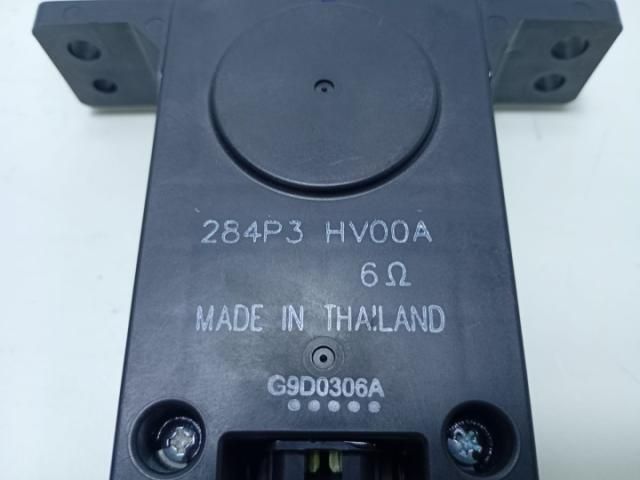 284P3 HV00A
6Ω
MADE IN THAILAND
G9D0306A